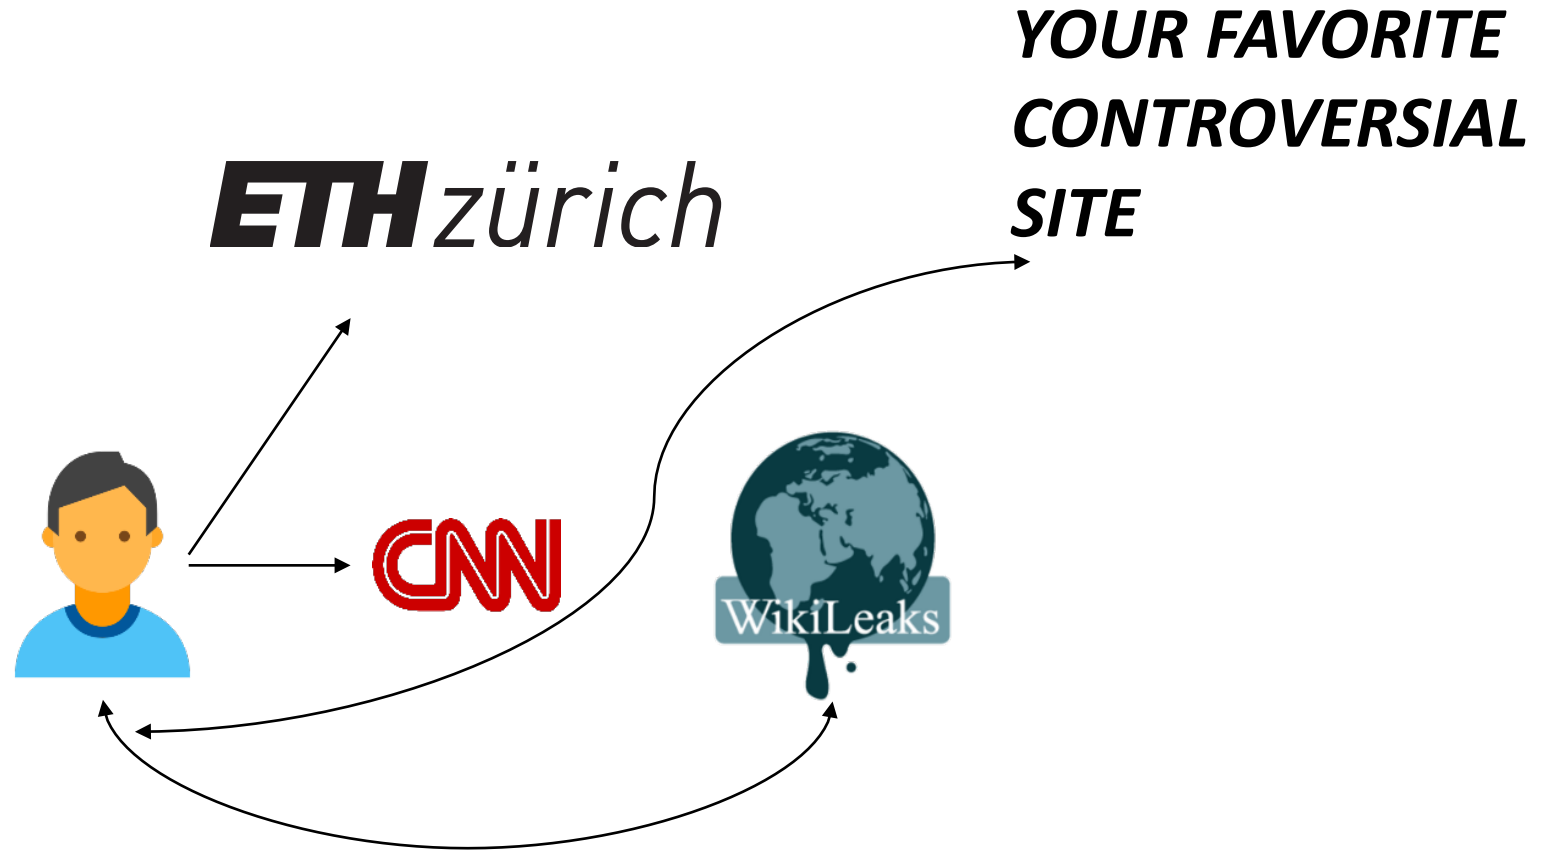 YOUR FAVORITE
CONTROVERSIAL
SITE
ETH zürich
CNN
WikiLeaks